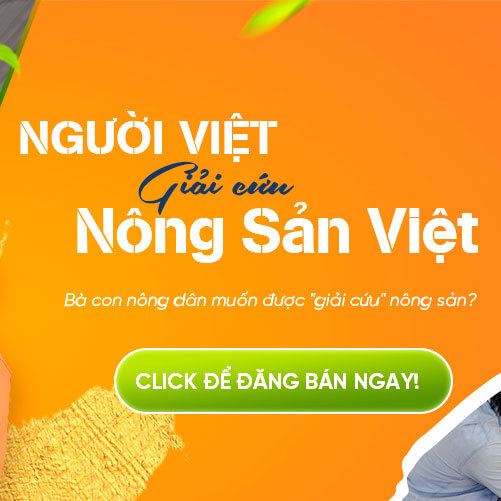 NGƯỜI VIỆT
Giải cứu
Nông Sản Việt
Bà con nông dân muốn được "giải cứu" nông sản?
CLICK ĐỂ ĐĂNG BÁN NGAY!